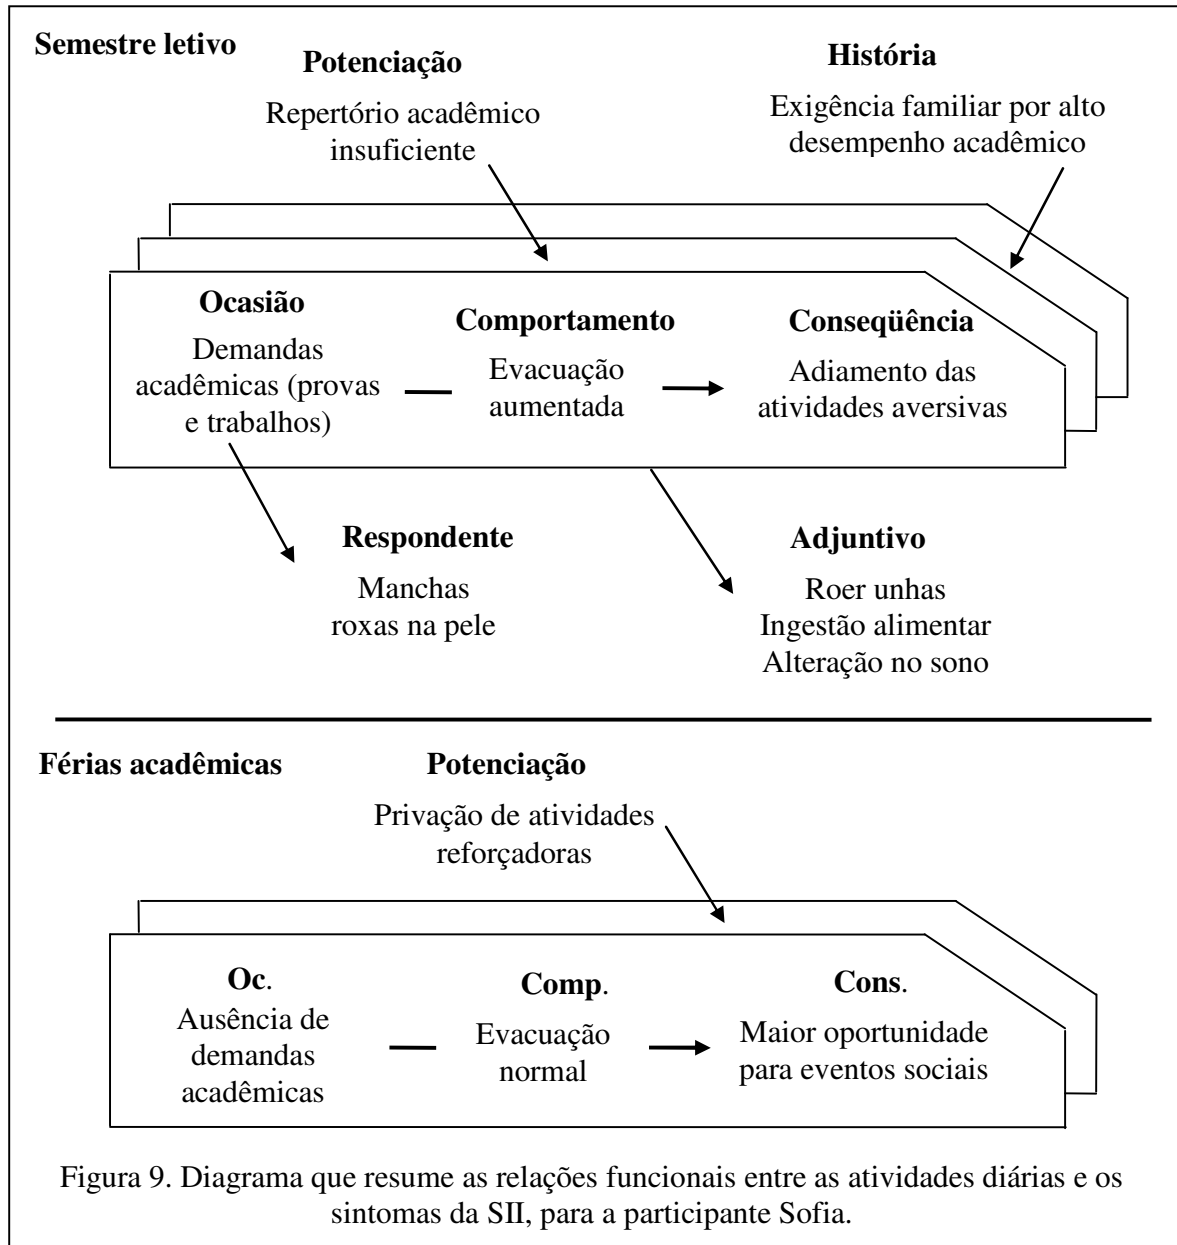 Semestre letivo
Potenciação
Repertório acadêmico
insuficiente
História
Exigência familiar por alto
desempenho acadêmico
Ocasião
Demandas
acadêmicas (provas
e trabalhos)
Comportamento
Evacuação
aumentada
Conseqüência
Adiamento das
atividades aversivas
Respondente
Manchas
roxas na pele
Adjuntivo
Roer unhas
Ingestão alimentar
Alteração no sono
Férias acadêmicas
Potenciação
Privação de atividades
reforçadoras
Oc.
Ausência de
demandas
acadêmicas
Comp.
Evacuação
normal
Cons.
Maior oportunidade
para eventos sociais
Figura 9. Diagrama que resume as relações funcionais entre as atividades diárias e os
sintomas da SII, para a participante Sofia.